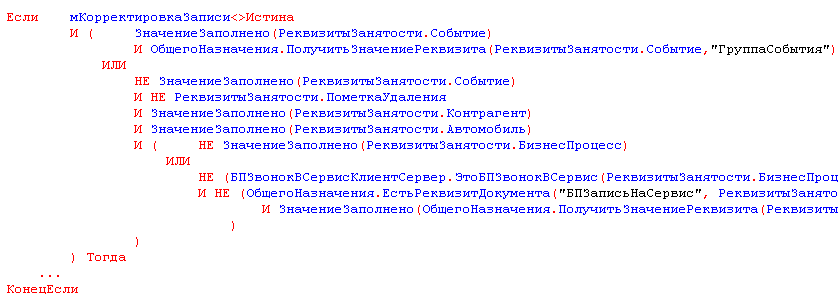 Если    мКорректировкаЗаписи<>Истина
И (     ЗначениеЗаполнено(РеквизитыЗанятости.Событие)
И ОбщегоНазначения.ПолучитьЗначениеРеквизита(РеквизитыЗанятости.Событие,"ГруппаСобытия")
ИЛИ
НЕ ЗначениеЗаполнено(РеквизитыЗанятости.Событие)
И НЕ РеквизитыЗанятости.ПометкаУдаления
И ЗначениеЗаполнено(РеквизитыЗанятости.Контрагент)
И ЗначениеЗаполнено(РеквизитыЗанятости.Автомобиль)
И (     НЕ ЗначениеЗаполнено(РеквизитыЗанятости.БизнесПроцесс)
ИЛИ
НЕ (БПЗвонокВСервисКлиентСервер.ЭтоБПЗвонокВСервис(РеквизитыЗанятости.БизнесПроц
И НЕ (ОбщегоНазначения.ЕстьРеквизитДокумента("БПЗаписьНаСервис", РеквизитыЗанято
И ЗначениеЗаполнено(ОбщегоНазначения.ПолучитьЗначениеРеквизита(Реквизиты
)
)
) Тогда
...
КонецЕсли